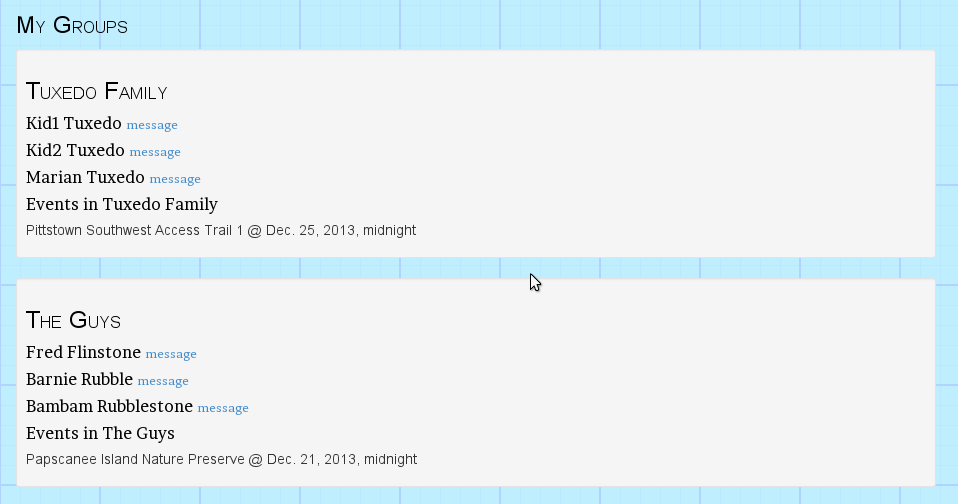 My Groups
Tuxedo Family
Kid1 Tuxedo message
Kid2 Tuxedo message
Marian Tuxedo message
Events in Tuxedo Family
Pittstown Southwest Access Trail 1 @ Dec. 25, 2013, midnight
The Guys
Fred Flinstone message
Barnie Rubble message
Bambam Rubblestone message
Events in The Guys
Papscanee Island Nature Preserve @ Dec. 21, 2013, midnight